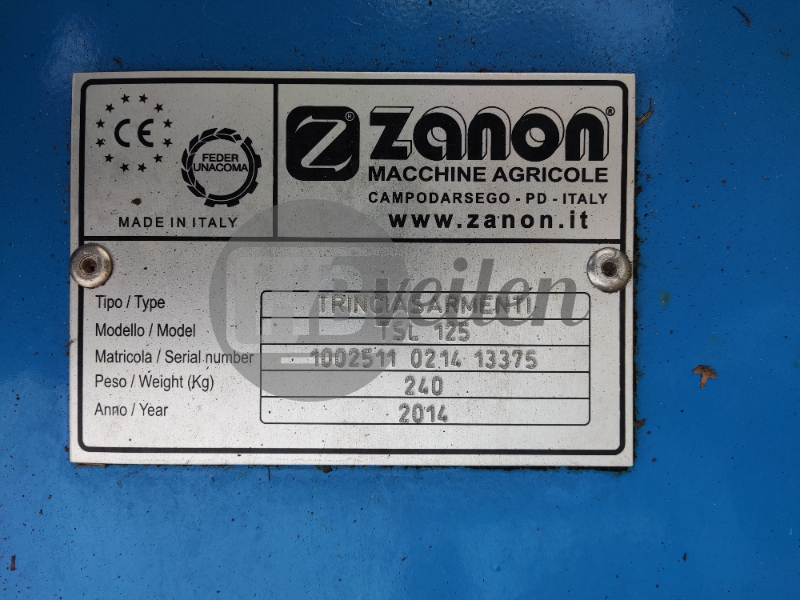 CE
FEDER
UNACOMA
MADE IN ITALY
Z®
zanon®
MACCHINE AGRICOLE
CAMPODARSEGO - PD - ITALY
www.zanon.it
Tipo / Type TRINCIASARMENTI
Modello / Model TSL 125
Matricola / Serial number 1002511 0214 13375
Peso / Weight (Kg) 240
Anno / Year 2014
veilen